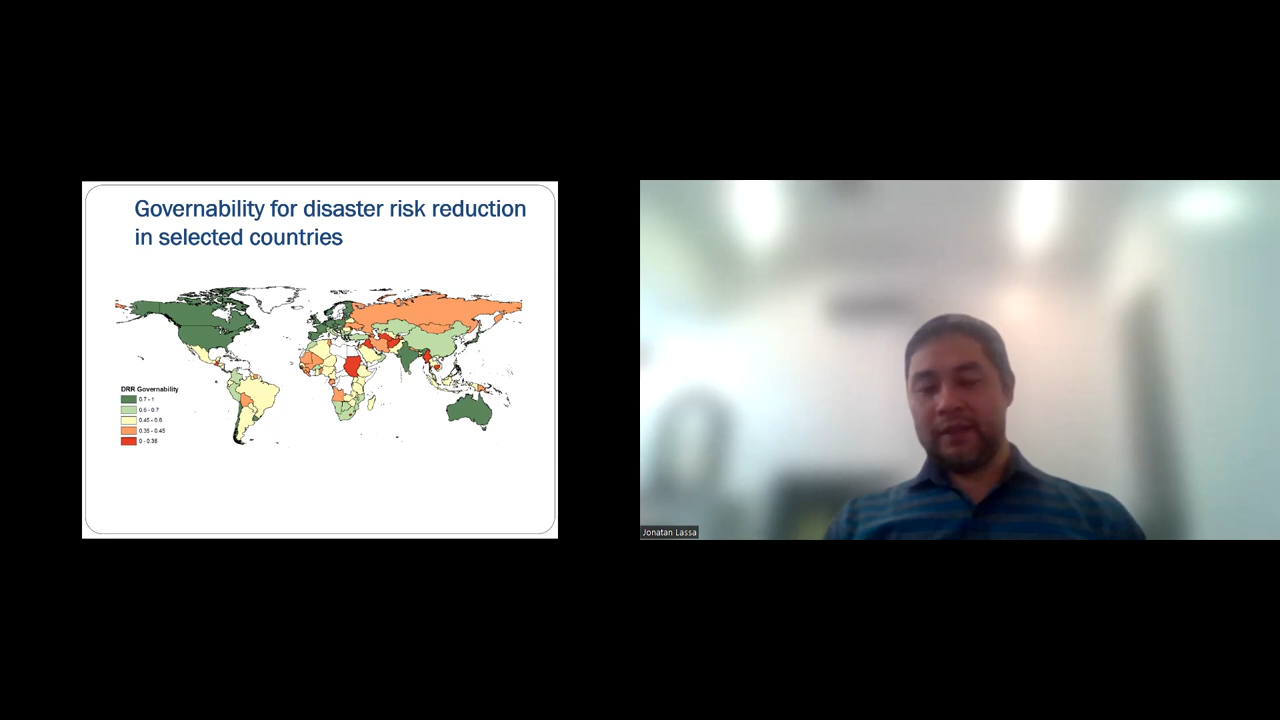 Governability for disaster risk reduction
in selected countries
DRR Governability
0.7 - 1
0.6 - 0.7
0.45 - 0.6
0.35 - 0.45
0 - 0.35
Jonatan Lassa